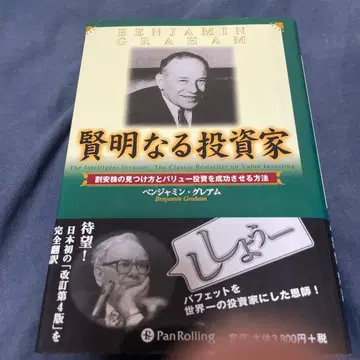 BENJAMIN
GRAHAM
賢明なる投資家
The Intelligent Investor: The Classic Bestseller on Value Investing
割安株の見つけ方とバリュー投資を成功させる方法
ベンジャミン・グレアム
Benjamin Graham
待望！
日本初の「改訂第4版」を
完全翻訳
ししょうー
バフェットを
世界一の投資家にした恩師！
PanRolling
定価 本体3,800円+税